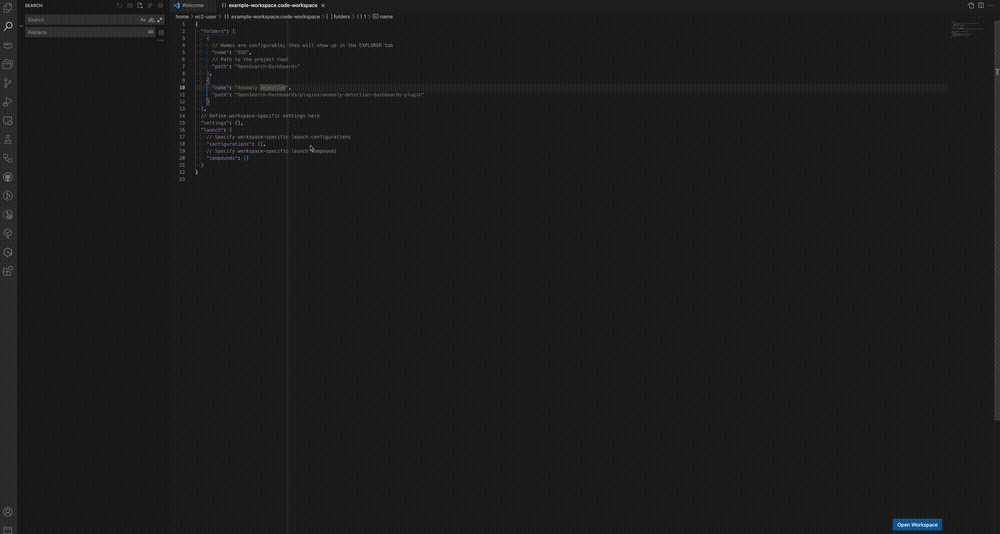 SEARCH
Search
Aa
ab
Replace
AB
Welcome
{} example-workspace.code-workspace
home > ec2-user > {} example-workspace.code-workspace > [ ] folders > {} 1 > name
1 {
2 "folders": [
3 {
4 // Names are configurable; they will show up in the EXPLORER tab
5 "name": "OSD",
6 // Path to the project root
7 "path": "OpenSearch-Dashboards"
8 },
9 {
10 "name": "Anomaly Detection",
11 "path": "OpenSearch-Dashboards/plugins/anomaly-detection-dashboards-plugin"
12 }
13 ],
14 // Define workspace-specific settings here
15 "settings": {},
16 "launch": {
17 // Specify workspace-specific launch configurations
18 "configurations": [],
19 // Specify workspace-specific launch compounds
20 "compounds": []
21 }
22 }
23
Open Workspace